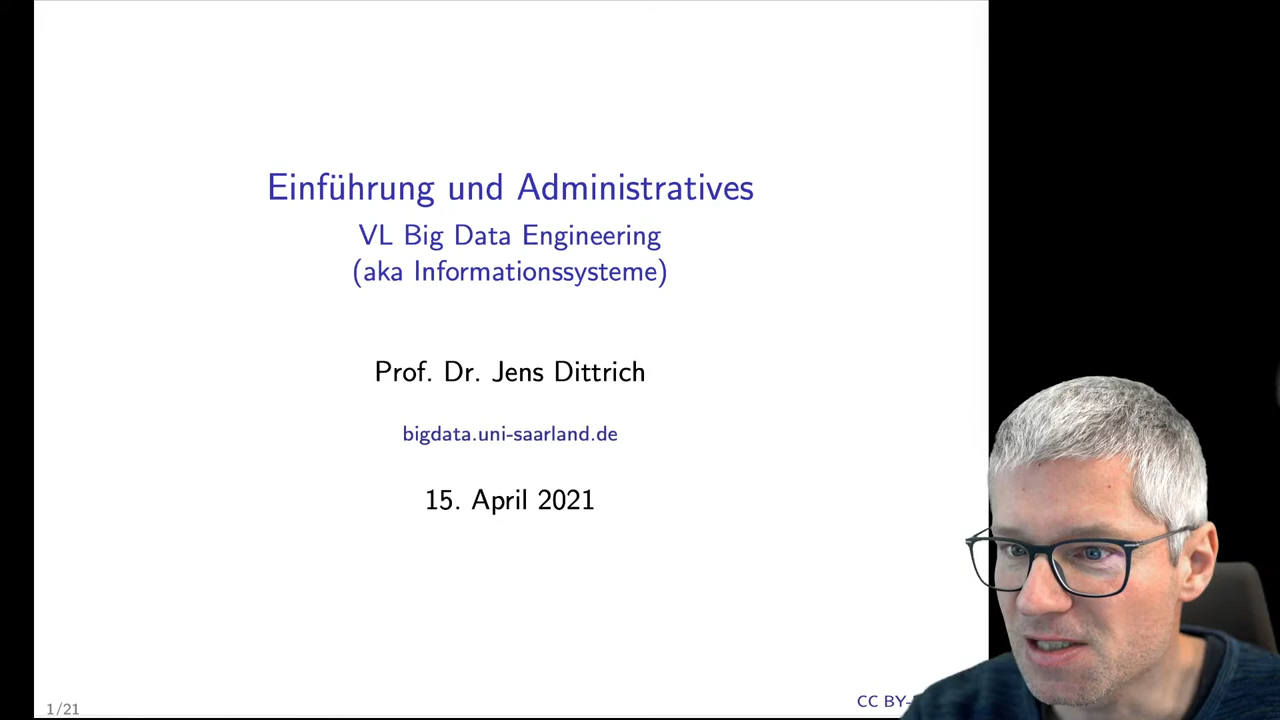 Einführung und Administratives
VL Big Data Engineering
(aka Informationssysteme)
Prof. Dr. Jens Dittrich
bigdata.uni-saarland.de
15. April 2021
1/21
CC BY-